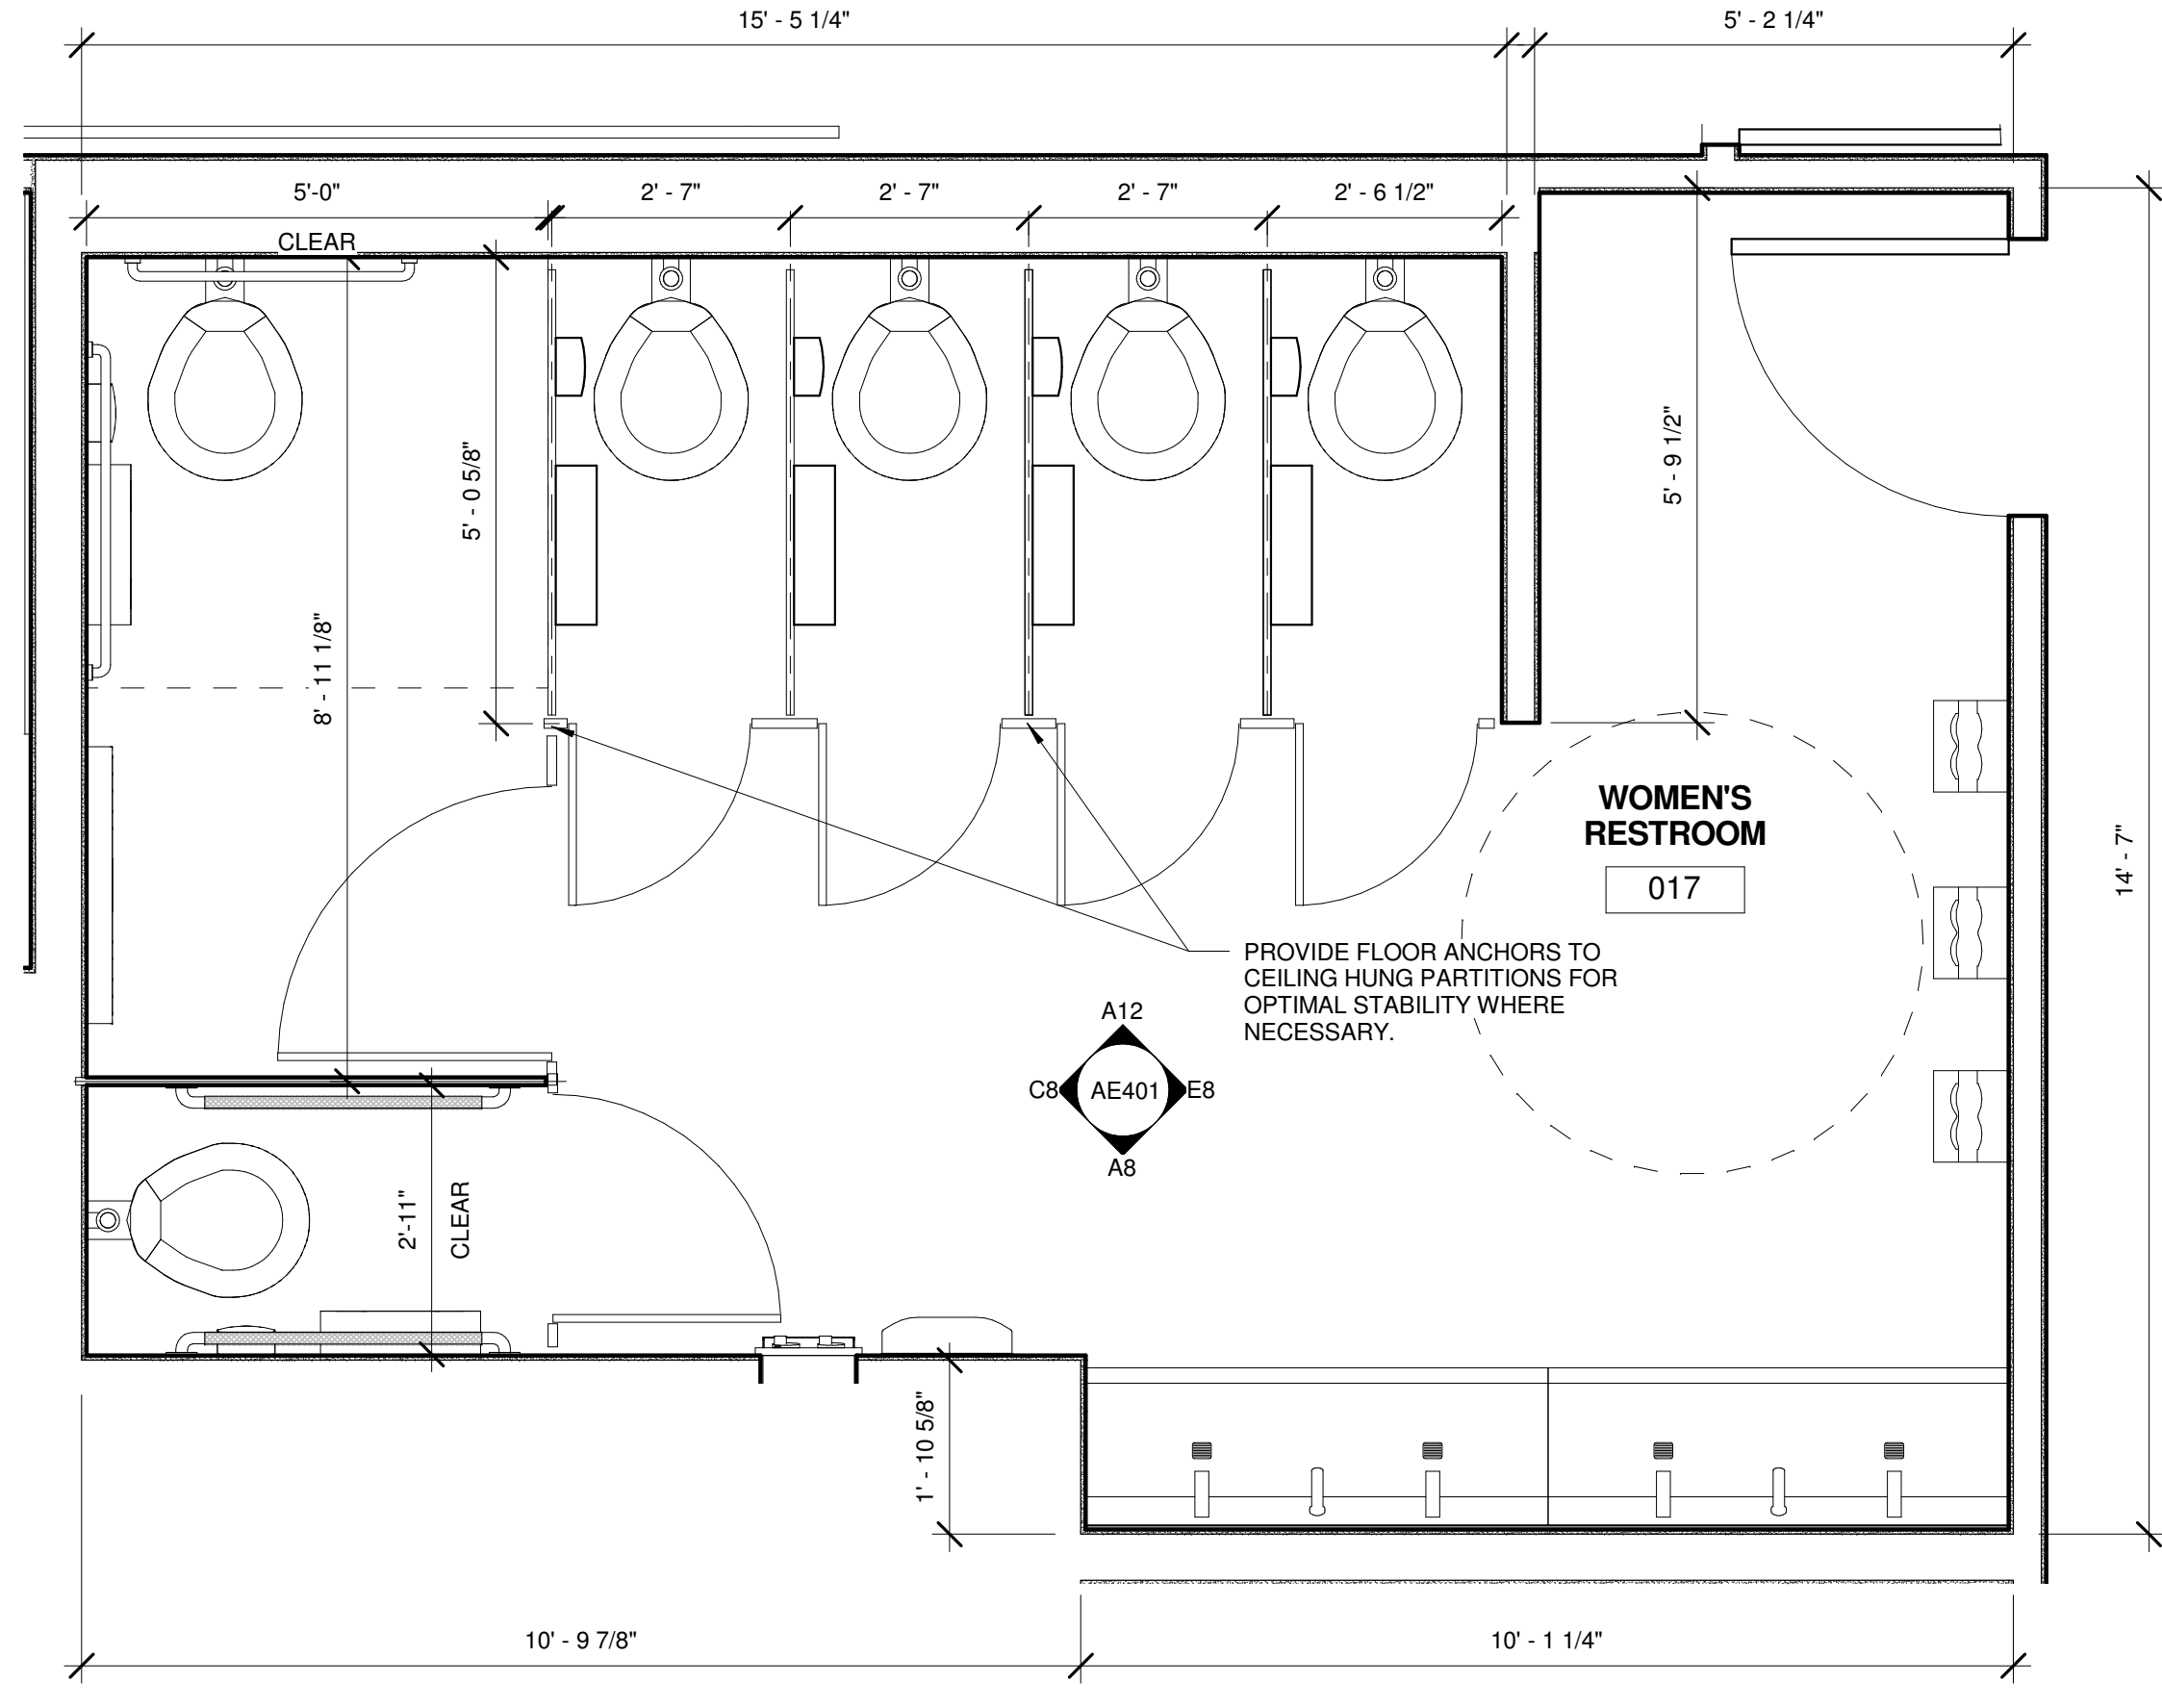 15' - 5 1/4"
5' - 2 1/4"
5'-0"
2' - 7"
2' - 7"
2' - 7"
2' - 6 1/2"
CLEAR
5' - 0 5/8"
5' - 9 1/2"
8' - 11 1/8"
WOMEN'S
RESTROOM
017
14' - 7"
PROVIDE FLOOR ANCHORS TO
CEILING HUNG PARTITIONS FOR
OPTIMAL STABILITY WHERE
NECESSARY.
A12
C8
AE401
E8
A8
2'-11"
CLEAR
1' - 10 5/8"
10' - 9 7/8"
10' - 1 1/4"